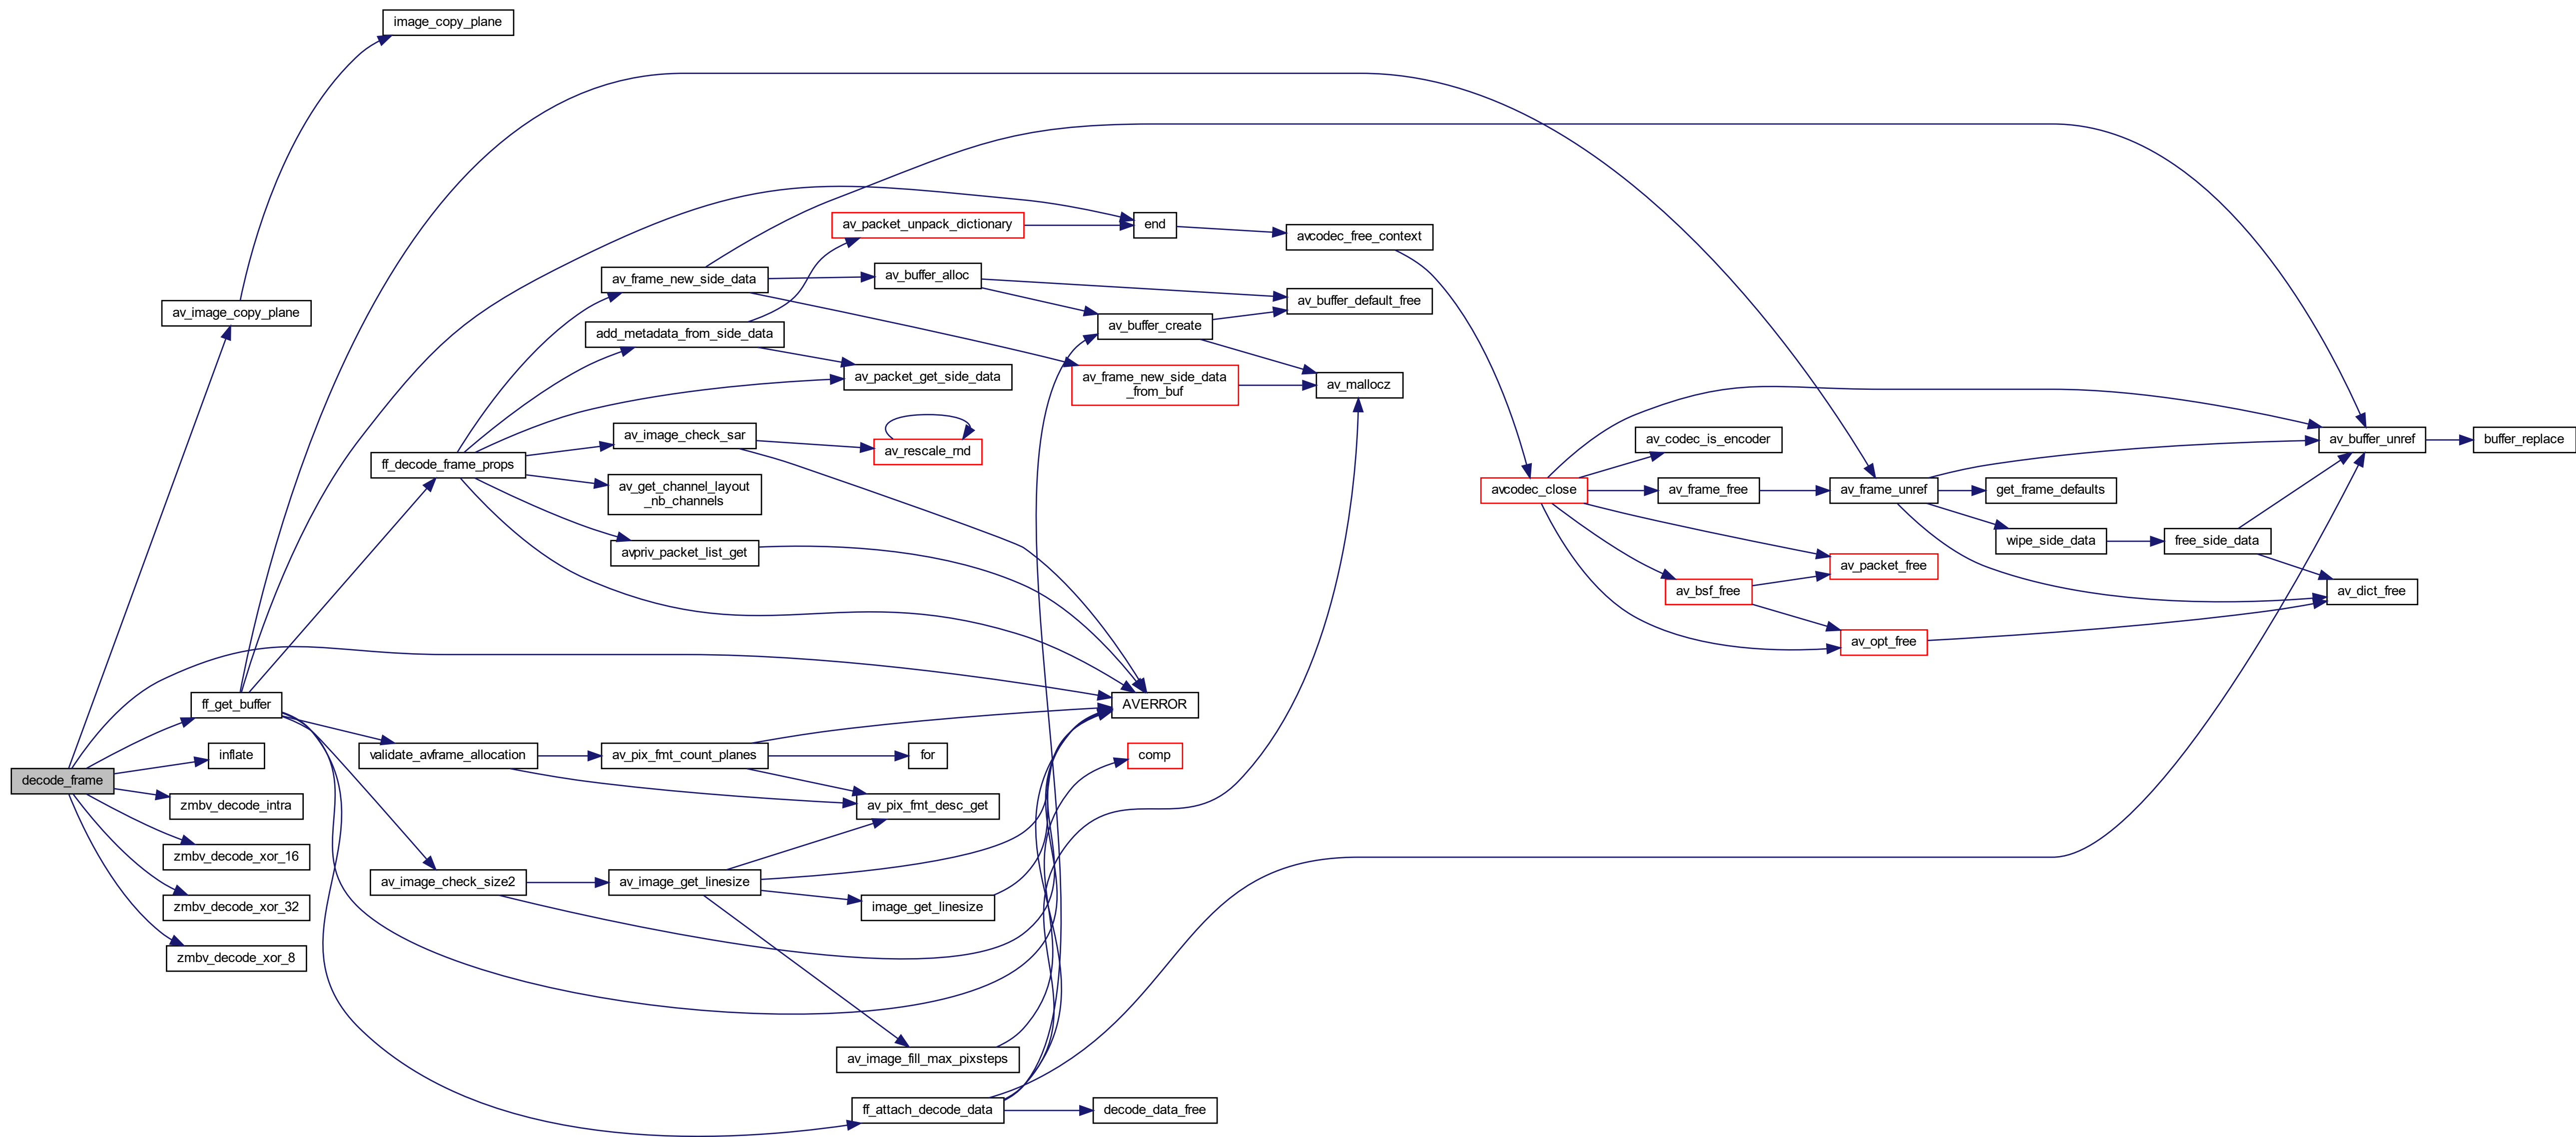 image_copy_plane
av_image_copy_plane
av_packet_unpack_dictionary
end
avcodec_free_context
av_frame_new_side_data
av_buffer_alloc
av_buffer_default_free
add_metadata_from_side_data
av_buffer_create
av_packet_get_side_data
av_frame_new_side_data
_from_buf
av_mallocz
av_image_check_sar
av_rescale_rnd
av_codec_is_encoder
av_buffer_unref
buffer_replace
ff_decode_frame_props
av_get_channel_layout
_nb_channels
avcodec_close
av_frame_free
av_frame_unref
get_frame_defaults
avpriv_packet_list_get
wipe_side_data
free_side_data
av_packet_free
av_bsf_free
av_dict_free
av_opt_free
ff_get_buffer
AVERROR
inflate
validate_avframe_allocation
av_pix_fmt_count_planes
for
comp
decode_frame
zmbv_decode_intra
av_pix_fmt_desc_get
zmbv_decode_xor_16
av_image_check_size2
av_image_get_linesize
zmbv_decode_xor_32
image_get_linesize
zmbv_decode_xor_8
av_image_fill_max_pixsteps
ff_attach_decode_data
decode_data_free